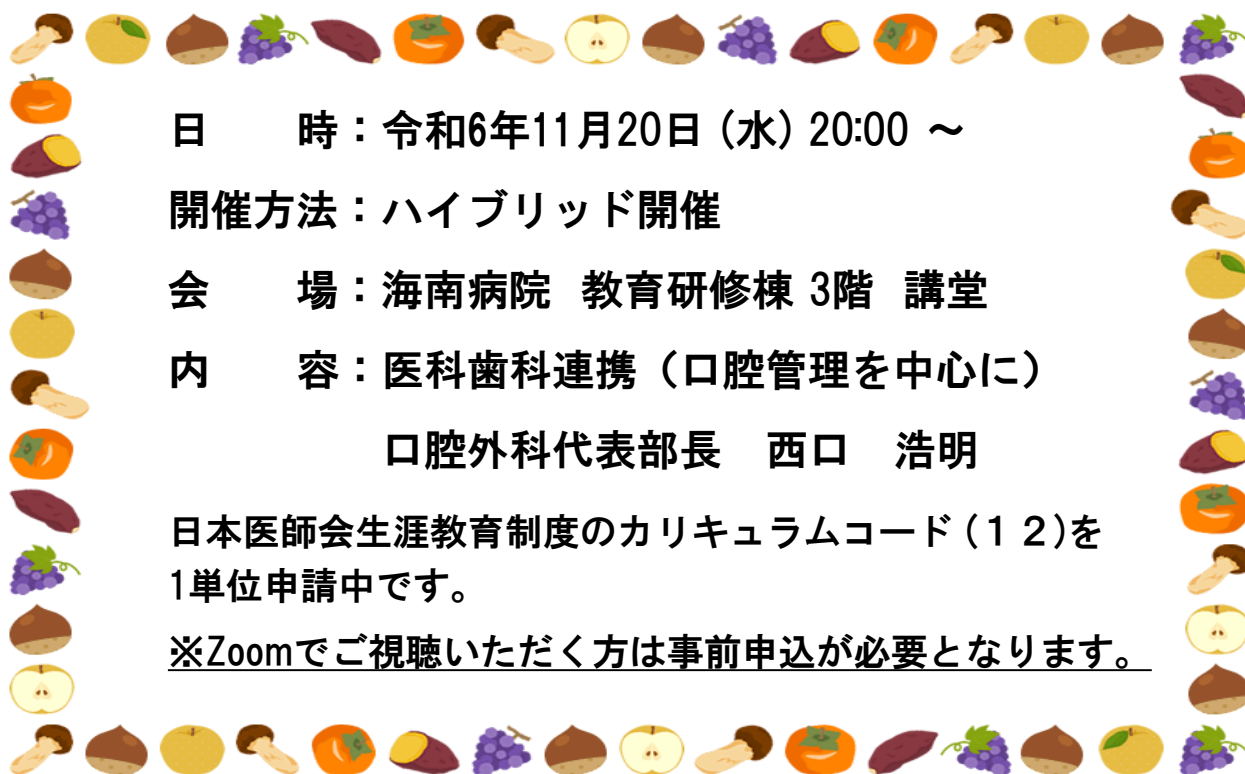 日　　時：令和6年11月20日（水）20:00 ～
開催方法：ハイブリッド開催
会　　場：海南病院　教育研修棟 3階　講堂
内　　容：医科歯科連携（口腔管理を中心に）
口腔外科代表部長　西口　浩明
日本医師会生涯教育制度のカリキュラムコード（１２）を
1単位申請中です。
※Zoomでご視聴いただく方は事前申込が必要となります。